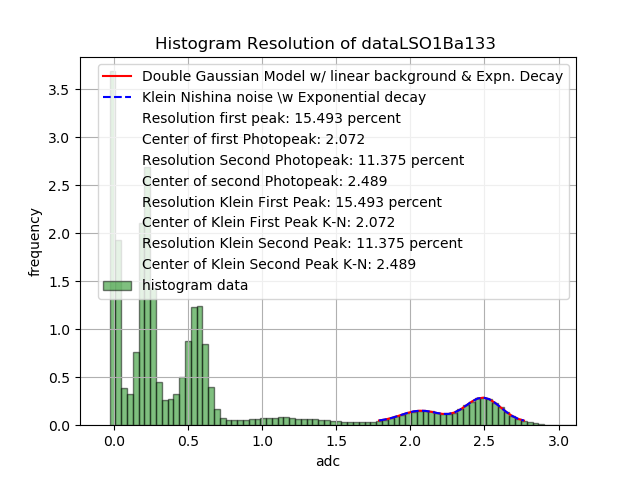 Histogram Resolution of dataLSO1Ba133
Double Gaussian Model w/ linear background & Expn. Decay
Klein Nishina noise \w Exponential decay
Resolution first peak: 15.493 percent
Center of first Photopeak: 2.072
Resolution Second Photopeak: 11.375 percent
Center of second Photopeak: 2.489
Resolution Klein First Peak: 15.493 percent
Center of Klein First Peak K-N: 2.072
Resolution Klein Second Peak: 11.375 percent
Center of Klein Second Peak K-N: 2.489
histogram data
frequency
3.5
3.0
2.5
2.0
1.5
1.0
0.5
0.0
0.0 0.5 1.0 1.5 2.0 2.5 3.0
adc